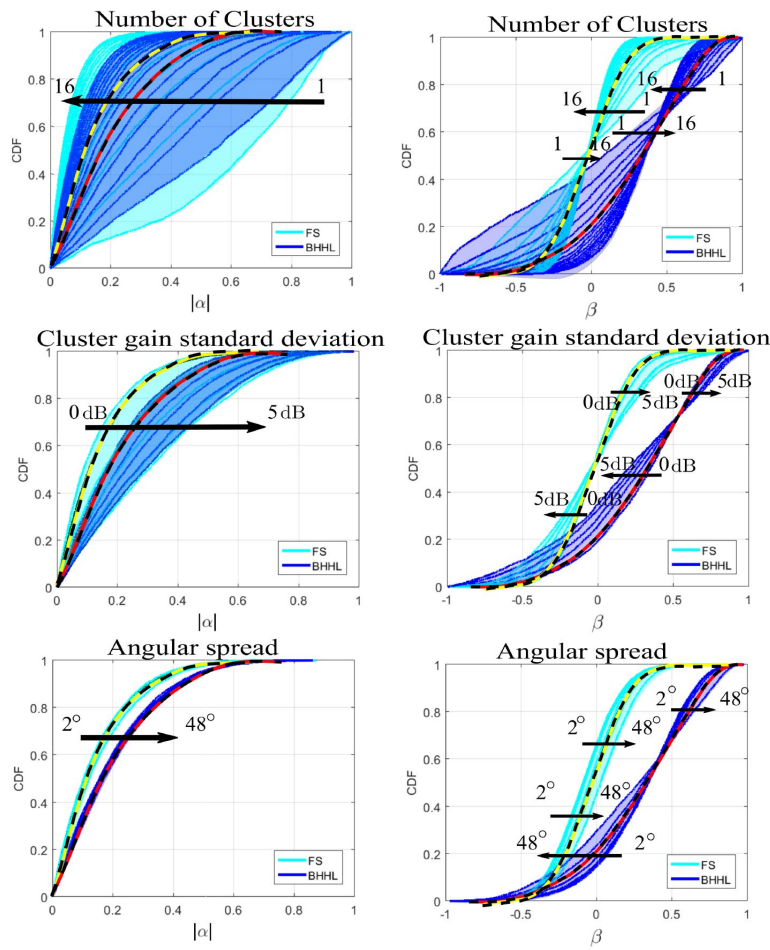 Number of Clusters
1
16
1
0.8
0.6
0.4
0.2
0
CDF
0
0.2
0.4
0.6
0.8
1
|α|
FS
BHHL
Number of Clusters
16
1
16
1
1
16
1
16
1
0.8
0.6
0.4
0.2
0
CDF
-1
-0.5
0
0.5
1
β
FS
BHHL
Cluster gain standard deviation
0 dB
5 dB
1
0.8
0.6
0.4
0.2
0
CDF
0
0.2
0.4
0.6
0.8
1
|α|
FS
BHHL
Cluster gain standard deviation
0dB
5dB
0dB
5dB
5dB
0dB
5dB
0dB
1
0.8
0.6
0.4
0.2
0
CDF
-1
-0.5
0
0.5
1
β
FS
BHHL
Angular spread
2°
48°
1
0.8
0.6
0.4
0.2
0
CDF
0
0.2
0.4
0.6
0.8
1
|α|
FS
BHHL
Angular spread
2°
48°
2°
48°
2°
48°
48°
2°
1
0.8
0.6
0.4
0.2
0
CDF
-1
-0.5
0
0.5
1
β
FS
BHHL